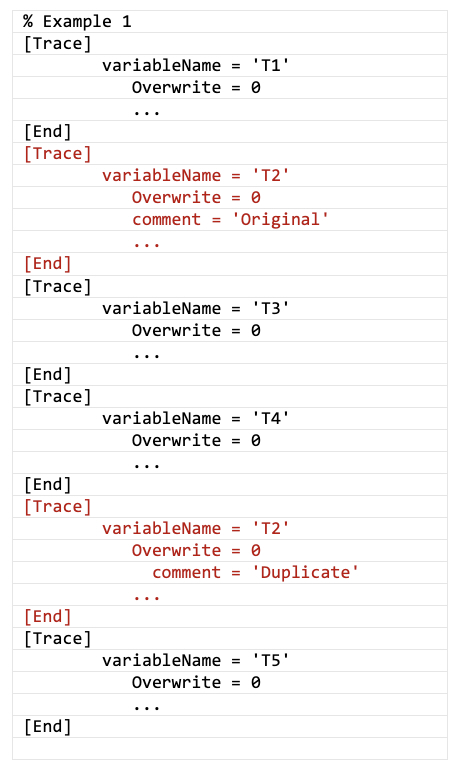 % Example 1
[Trace]
variableName = 'T1'
Overwrite = 0
...
[End]
[Trace]
variableName = 'T2'
Overwrite = 0
comment = 'Original'
...
[End]
[Trace]
variableName = 'T3'
Overwrite = 0
...
[End]
[Trace]
variableName = 'T4'
Overwrite = 0
...
[End]
[Trace]
variableName = 'T2'
Overwrite = 0
comment = 'Duplicate'
...
[End]
[Trace]
variableName = 'T5'
Overwrite = 0
...
[End]